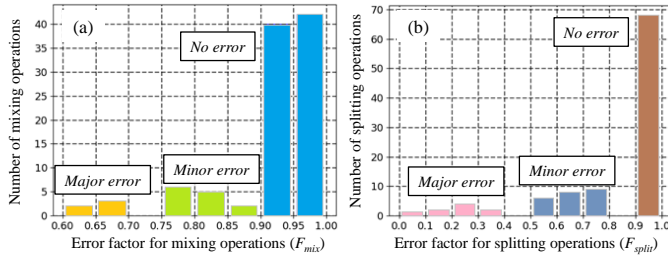 (a)
No error
Major error
Minor error
Number of mixing operations
40
35
30
25
20
15
10
5
0
0.60 0.65 0.70 0.75 0.80 0.85 0.90 0.95 1.00
Error factor for mixing operations (Fmix)
(b)
No error
Major error
Minor error
Number of splitting operations
70
60
50
40
30
20
10
0
0.0 0.1 0.2 0.3 0.4 0.5 0.6 0.7 0.8 0.9 1.0
Error factor for splitting operations (Fsplit)